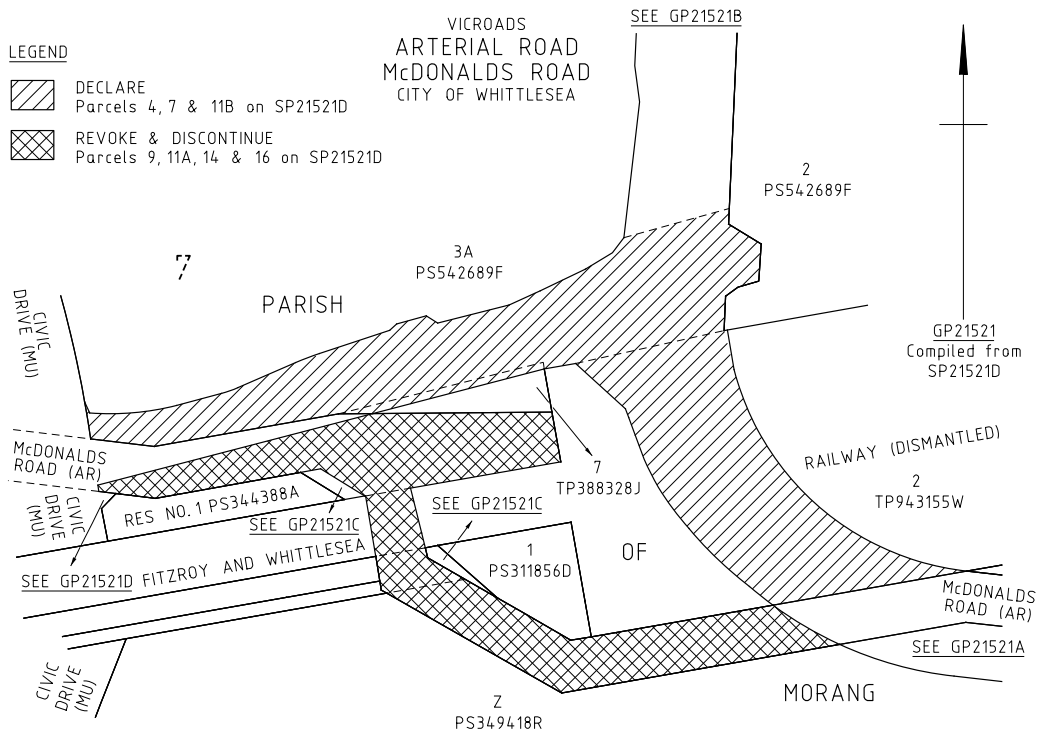 SEE GP21521B
VICROADS
ARTERIAL ROAD
McDONALDS ROAD
CITY OF WHITTLESEA
LEGEND
DECLARE
Parcels 4, 7 & 11B on SP21521D
REVOKE & DISCONTINUE
Parcels 9, 11A, 14 & 16 on SP21521D
2
PS542689F
3A
PS542689F
7
PARISH
CIVIC
DRIVE (MU)
GP21521
Compiled from
SP21521D
McDONALDS
ROAD (AR)
RAILWAY (DISMANTLED)
2
TP943155W
7
TP388328J
CIVIC
DRIVE
(MU)
RES NO. 1 PS344388A
SEE GP21521C
SEE GP21521C
1
PS311856D
OF
SEE GP21521D
FITZROY AND WHITTLESEA
McDONALDS
ROAD (AR)
SEE GP21521A
CIVIC
DRIVE
(MU)
MORANG
Z
PS349418R